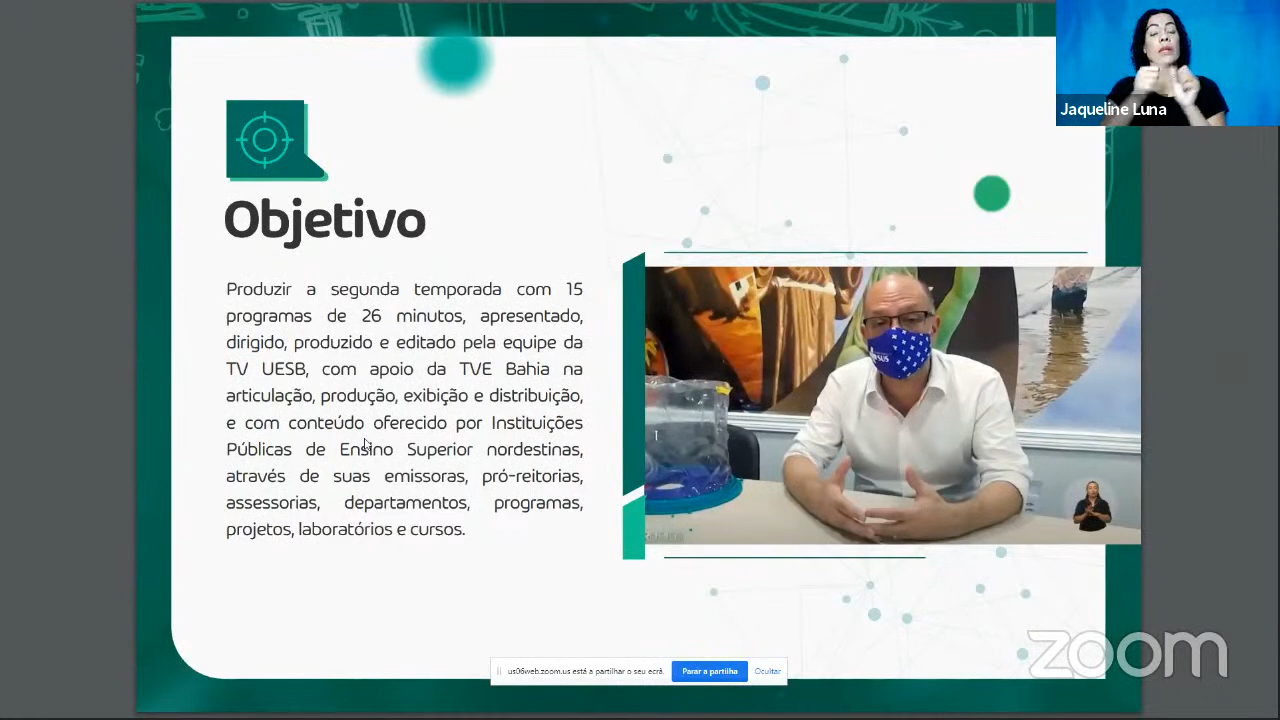 Jaqueline Luna
Objetivo
Produzir a segunda temporada com 15
programas de 26 minutos, apresentado,
dirigido, produzido e editado pela equipe da
TV UESB, com apoio da TVE Bahia na
articulação, produção, exibição e distribuição,
e com conteúdo oferecido por Instituições
Públicas de Ensino Superior nordestinas,
através de suas emissoras, pró-reitorias,
assessorias, departamentos, programas,
projetos, laboratórios e cursos.
us06web.zoom.us está a partilhar o seu ecrã.
Parar a partilha
Ocultar
zoom